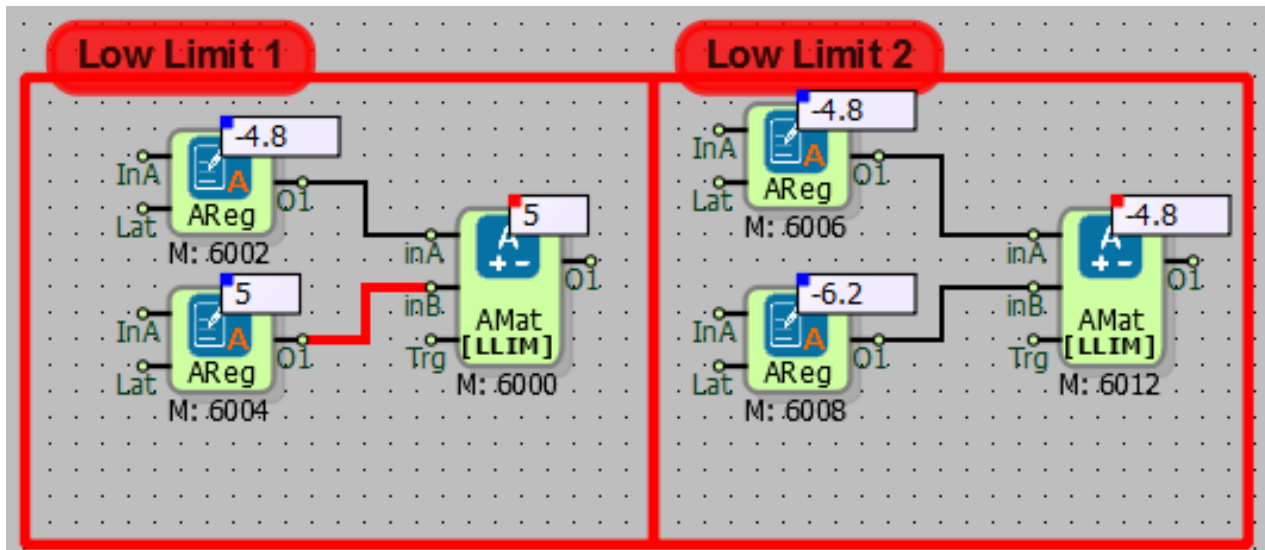 Low Limit 1
-4.8
InA
A
O1
Lat
AReg
M: 6002
5
InA
A
O1
Lat
AReg
M: 6004
5
inA
A
+ -
O1
inB
AMat
Trg
[LLIM]
M: 6000
Low Limit 2
-4.8
InA
A
O1
Lat
AReg
M: 6006
-6.2
InA
A
O1
Lat
AReg
M: 6008
-4.8
inA
A
+ -
O1
inB
AMat
Trg
[LLIM]
M: 6012